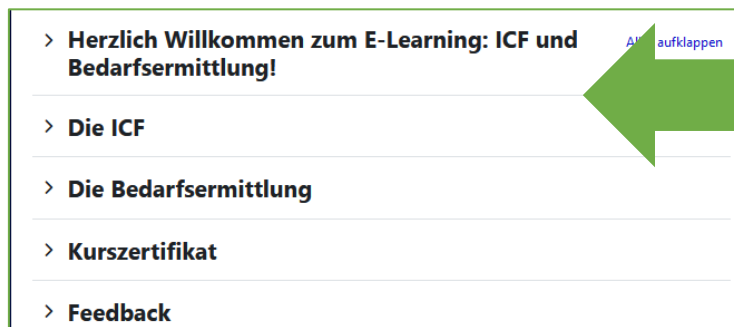 Herzlich Willkommen zum E-Learning: ICF und
Bedarfsermittlung!
aufklappen
Die ICF
Die Bedarfsermittlung
Kurszertifikat
Feedback